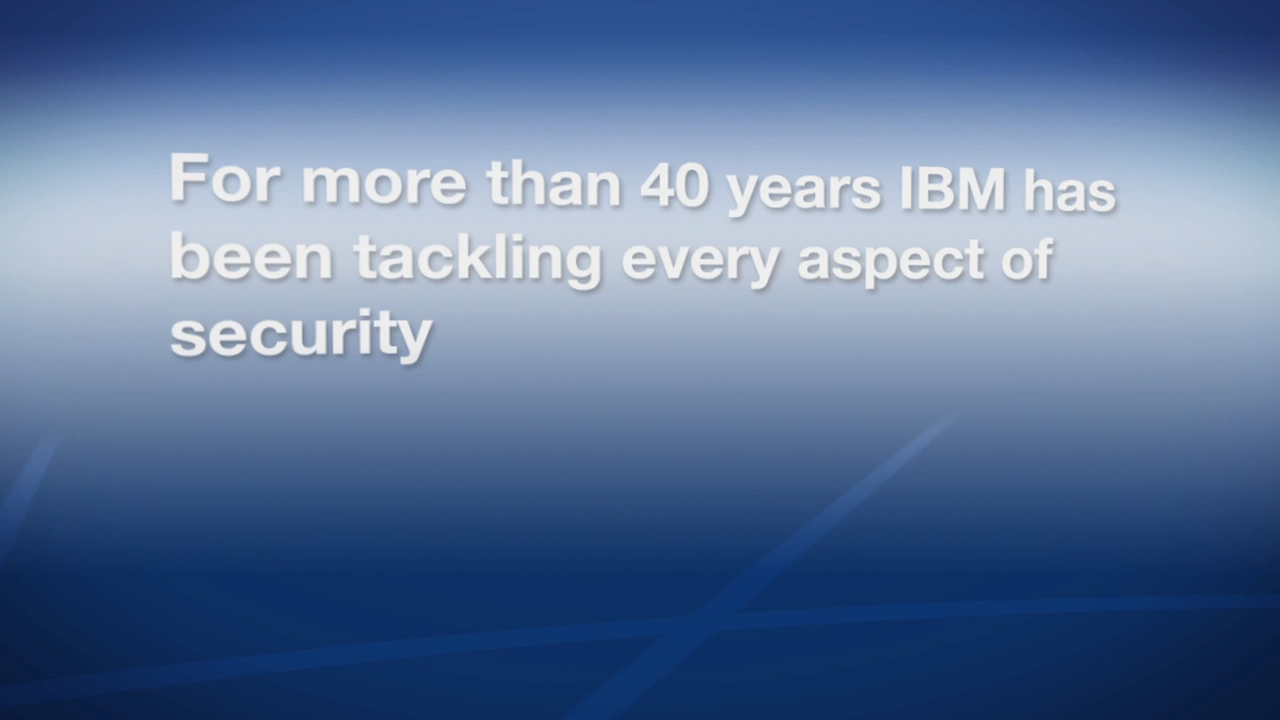 For more than 40 years IBM has
been tackling every aspect of
security